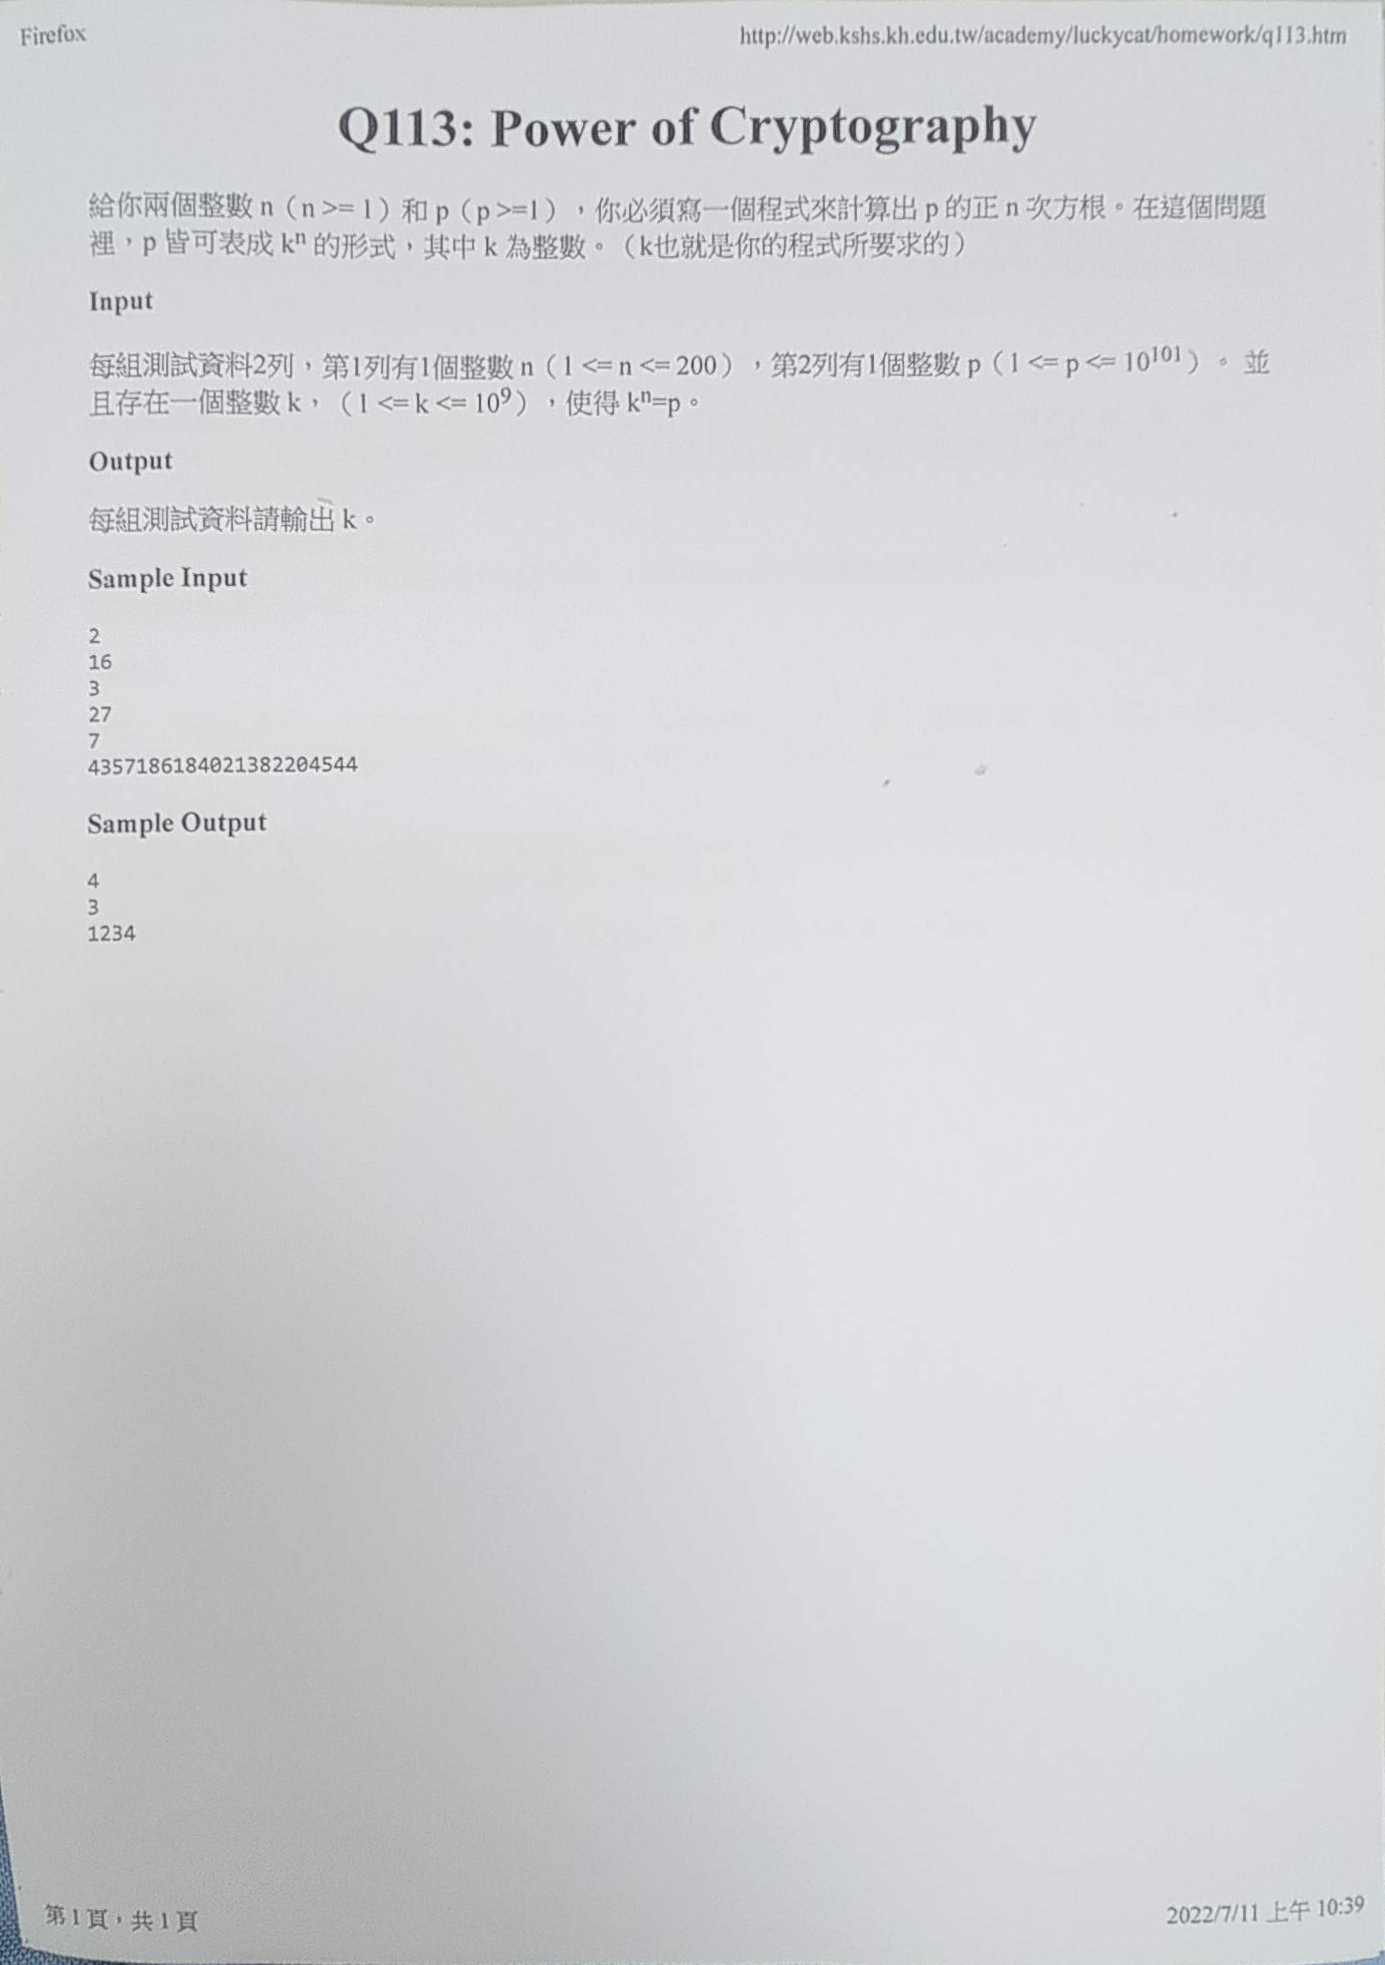 Firefox
http://web.kshs.kh.edu.tw/academy/luckycat/homework/q113.htm
Q113: Power of Cryptography
給你兩個整數 n（n >= 1）和 p（p >=1），你必須寫一個程式來計算出 p 的正 n 次方根。在這個問題
裡，p 皆可表成 kⁿ 的形式，其中 k 為整數。（k也就是你的程式所要求的）
Input
每組測試資料2列，第1列有1個整數 n（1 <= n <= 200），第2列有1個整數 p（1 <= p <= 10¹⁰¹）。 並
且存在一個整數 k，（1 <= k <= 10⁹），使得 kⁿ=p。
Output
每組測試資料請輸出 k。
Sample Input
2
16
3
27
7
4357186184021382204544
Sample Output
4
3
1234
第 1 頁，共 1 頁
2022/7/11 上午 10:39